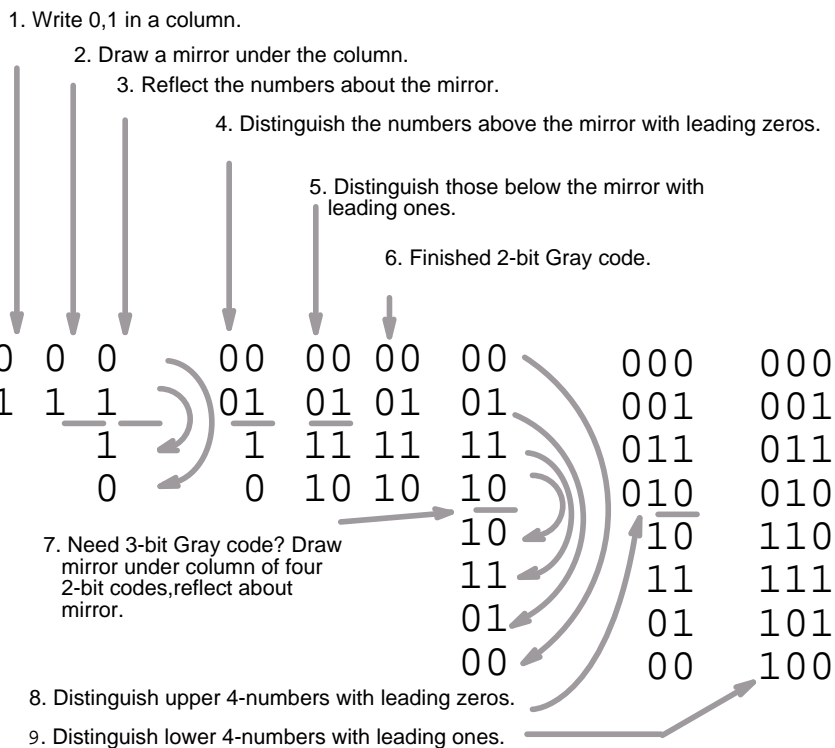 1. Write 0,1 in a column.
2. Draw a mirror under the column.
3. Reflect the numbers about the mirror.
4. Distinguish the numbers above the mirror with leading zeros.
5. Distinguish those below the mirror with
leading ones.
6. Finished 2-bit Gray code.
0 0 0 00 00 00 00 000 000
1 1 1 01 01 01 01 001 001
1 1 11 11 11 011 011
0 0 10 10 10 010 010
10 10 110
11 11 111
01 01 101
00 00 100
7. Need 3-bit Gray code? Draw
mirror under column of four
2-bit codes,reflect about
mirror.
8. Distinguish upper 4-numbers with leading zeros.
9. Distinguish lower 4-numbers with leading ones.